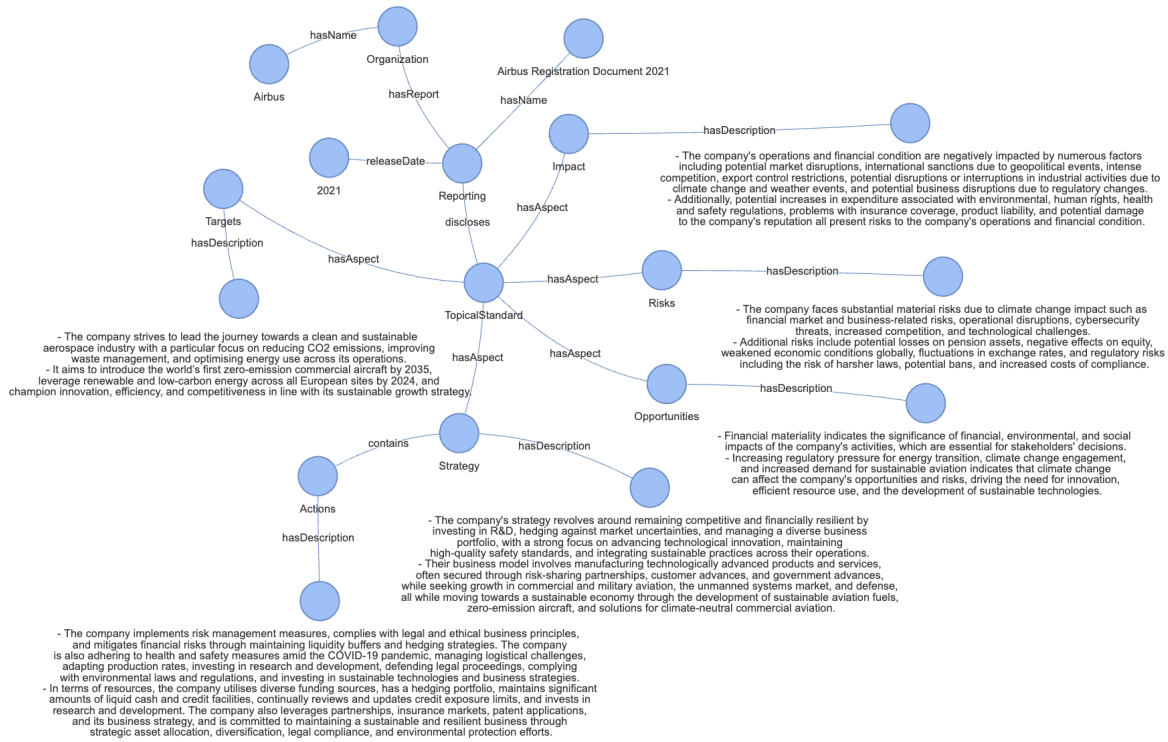 hasName
Organization
Airbus
Airbus Registration Document 2021
hasReport
hasName
releaseDate
2021
Reporting
Impact
hasDescription
- The company's operations and financial condition are negatively impacted by numerous factors
including potential market disruptions, international sanctions due to geopolitical events, intense
competition, export control restrictions, potential disruptions or interruptions in industrial activities due to
climate change and weather events, and potential business disruptions due to regulatory changes.
- Additionally, potential increases in expenditure associated with environmental, human rights, health
and safety regulations, problems with insurance coverage, product liability, and potential damage
to the company's reputation all present risks to the company's operations and financial condition.
Targets
hasDescription
discloses
hasAspect
hasAspect
hasAspect
hasDescription
Risks
TopicalStandard
- The company faces substantial material risks due to climate change impact such as
financial market and business-related risks, operational disruptions, cybersecurity
threats, increased competition, and technological challenges.
- Additional risks include potential losses on pension assets, negative effects on equity,
weakened economic conditions globally, fluctuations in exchange rates, and regulatory risks
including the risk of harsher laws, potential bans, and increased costs of compliance.
- The company strives to lead the journey towards a clean and sustainable
aerospace industry with a particular focus on reducing CO2 emissions, improving
waste management, and optimising energy use across its operations.
- It aims to introduce the world's first zero-emission commercial aircraft by 2035,
leverage renewable and low-carbon energy across all European sites by 2024, and
champion innovation, efficiency, and competitiveness in line with its sustainable growth strategy.
hasAspect
hasAspect
hasDescription
Opportunities
- Financial materiality indicates the significance of financial, environmental, and social
impacts of the company's activities, which are essential for stakeholders' decisions.
- Increasing regulatory pressure for energy transition, climate change engagement,
and increased demand for sustainable aviation indicates that climate change
can affect the company's opportunities and risks, driving the need for innovation,
efficient resource use, and the development of sustainable technologies.
contains
Strategy
hasDescription
Actions
hasDescription
- The company's strategy revolves around remaining competitive and financially resilient by
investing in R&D, hedging against market uncertainties, and managing a diverse business
portfolio, with a strong focus on advancing technological innovation, maintaining
high-quality safety standards, and integrating sustainable practices across their operations.
- Their business model involves manufacturing technologically advanced products and services,
often secured through risk-sharing partnerships, customer advances, and government advances,
while seeking growth in commercial and military aviation, the unmanned systems market, and defense,
all while moving towards a sustainable economy through the development of sustainable aviation fuels,
zero-emission aircraft, and solutions for climate-neutral commercial aviation.
- The company implements risk management measures, complies with legal and ethical business principles,
and mitigates financial risks through maintaining liquidity buffers and hedging strategies. The company
is also adhering to health and safety measures amid the COVID-19 pandemic, managing logistical challenges,
adapting production rates, investing in research and development, defending legal proceedings, complying
with environmental laws and regulations, and investing in sustainable technologies and business strategies.
- In terms of resources, the company utilises diverse funding sources, has a hedging portfolio, maintains significant
amounts of liquid cash and credit facilities, continually reviews and updates credit exposure limits, and invests in
research and development. The company also leverages partnerships, insurance markets, patent applications,
and its business strategy, and is committed to maintaining a sustainable and resilient business through
strategic asset allocation, diversification, legal compliance, and environmental protection efforts.